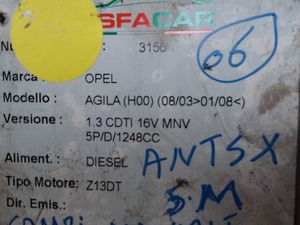 SFACAR
3156
06
Marca : OPEL
Modello : AGILA (H00) (08/03>01/08<)
Versione : 1.3 CDTI 16V MNV
5P/D/1248CC
Aliment. : DIESEL
ANTSX
Tipo Motore: Z13DT
S.M
Dir. Emis.: